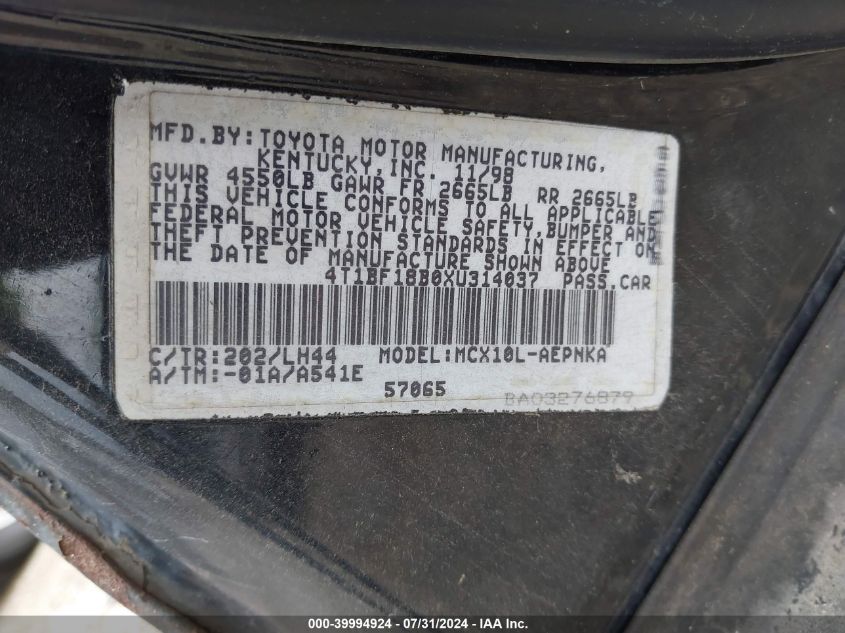 MFD.BY:TOYOTA MOTOR MANUFACTURING,
KENTUCKY,INC. 11/98
GVWR 4550LB GAWR FR 2665LB RR 2665LB
THIS VEHICLE CONFORMS TO ALL APPLICABLE
FEDERAL MOTOR VEHICLE SAFETY,BUMPER AND
THEFT PREVENTION STANDARDS IN EFFECT ON
THE DATE OF MANUFACTURE SHOWN ABOVE
4T1BF18B0XU314037 PASS.CAR
C/TR:202/LH44 MODEL:MCX10L-AEPNKA
A/TM:-01A/A541E
57065
BA03276879
000-39994924 - 07/31/2024 - IAA Inc.